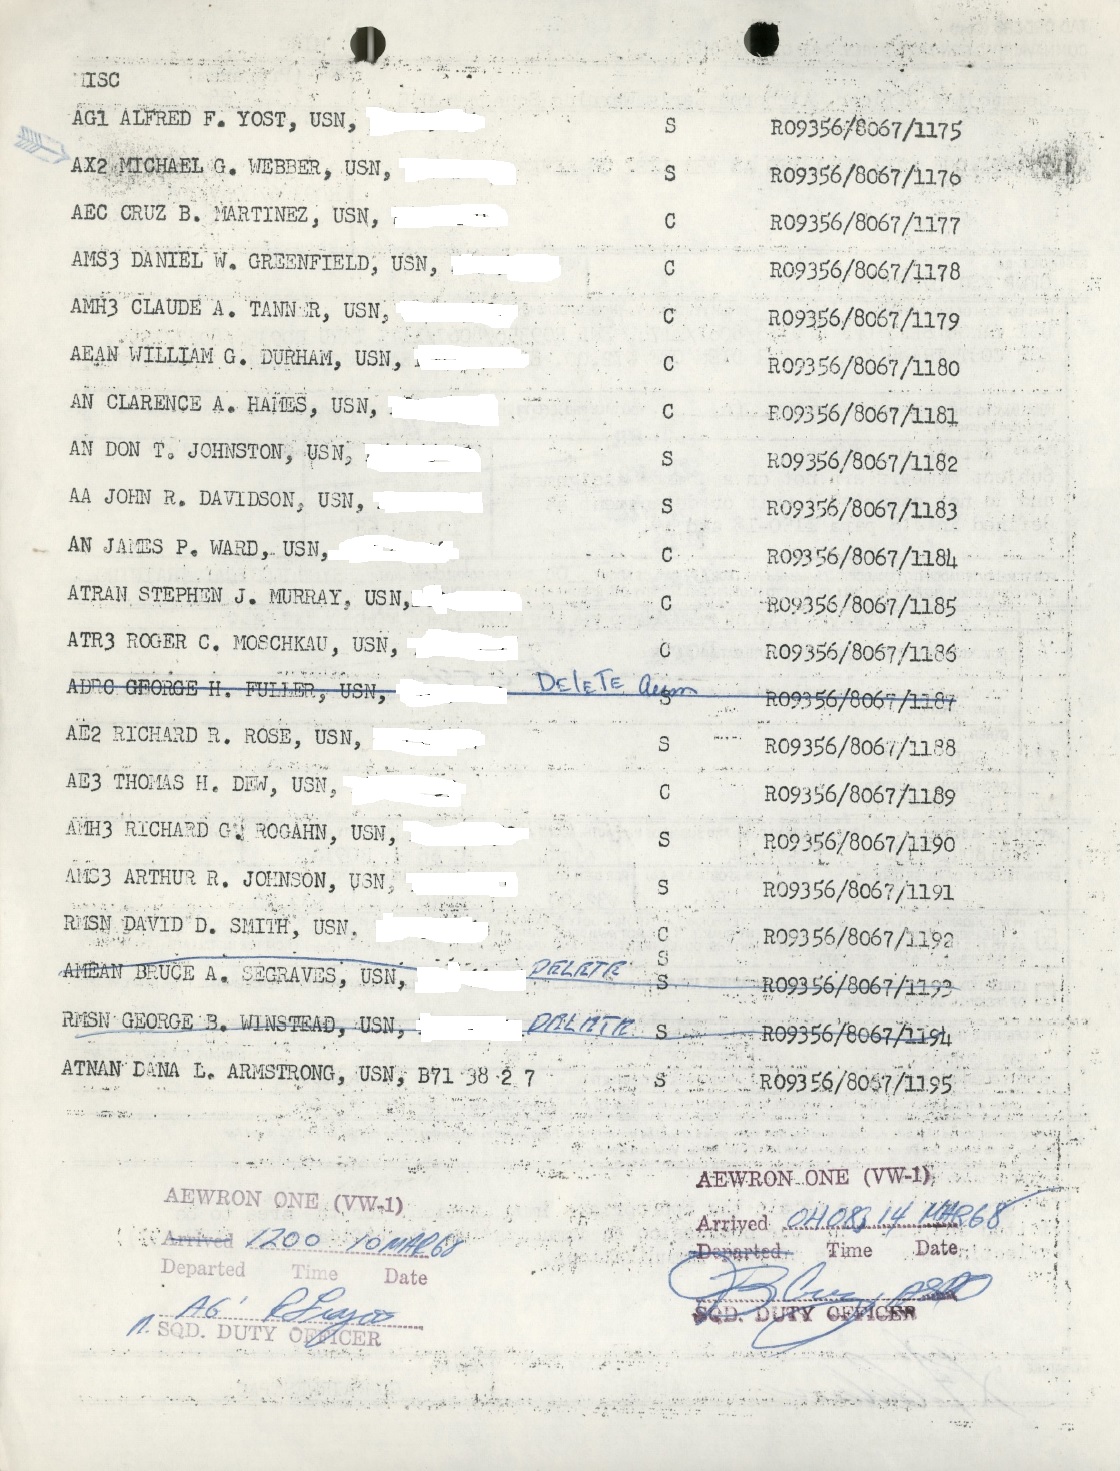 MISC
AG1 ALFRED F. YOST, USN, S R09356/8067/1175
AX2 MICHAEL G. WEBBER, USN, S R09356/8067/1176
AEC CRUZ B. MARTINEZ, USN, C R09356/8067/1177
AMS3 DANIEL W. GREENFIELD, USN, C R09356/8067/1178
AMH3 CLAUDE A. TANNER, USN, C R09356/8067/1179
AEAN WILLIAM G. DURHAM, USN, C R09356/8067/1180
AN CLARENCE A. HAMES, USN, C R09356/8067/1181
AN DON T. JOHNSTON, USN, S R09356/8067/1182
AA JOHN R. DAVIDSON, USN, S R09356/8067/1183
AN JAMES P. WARD, USN, C R09356/8067/1184
ATRAN STEPHEN J. MURRAY, USN, C R09356/8067/1185
ATR3 ROGER C. MOSCHKAU, USN, C R09356/8067/1186
ADRC GEORGE H. FULLER, USN, DELETE S R09356/8067/1187
AE2 RICHARD R. ROSE, USN, S R09356/8067/1188
AE3 THOMAS H. DEW, USN, C R09356/8067/1189
AMH3 RICHARD G. ROGAHN, USN, S R09356/8067/1190
AMS3 ARTHUR R. JOHNSON, USN, S R09356/8067/1191
RMSN DAVID D. SMITH, USN. C R09356/8067/1192
S
AMEAN BRUCE A. SEGRAVES, USN, DELETE S R09356/8067/1193
RMSN GEORGE B. WINSTEAD, USN, DELETE S R09356/8067/1194
ATNAN DANA L. ARMSTRONG, USN, B71 38 2 7 S R09356/8067/1195
AEWRON ONE (VW-1)
Arrived 1200 10 MAR 68
Departed Time Date
AG1
SQD. DUTY OFFICER
AEWRON ONE (VW-1)
Arrived 0408 14 MAR 68
Departed Time Date
SQD. DUTY OFFICER